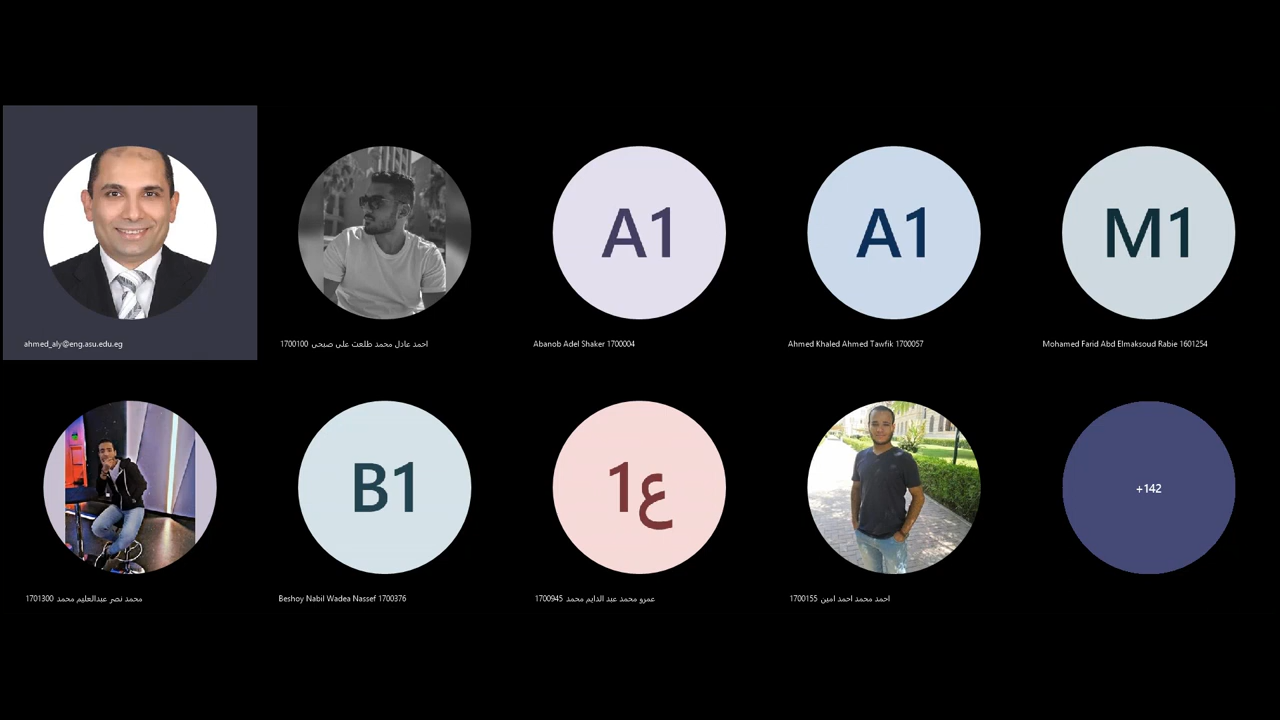 A1
A1
M1
ahmed_aly@eng.asu.edu.eg
احمد عادل محمد طلعت على صبحى 1700100
Abanob Adel Shaker 1700004
Ahmed Khaled Ahmed Tawfik 1700057
Mohamed Farid Abd Elmaksoud Rabie 1601254
B1
ع1
+142
محمد نصر عبدالعليم محمد 1701300
Beshoy Nabil Wadea Nassef 1700376
عمرو محمد عبد الدايم محمد 1700945
احمد محمد احمد امين 1700155